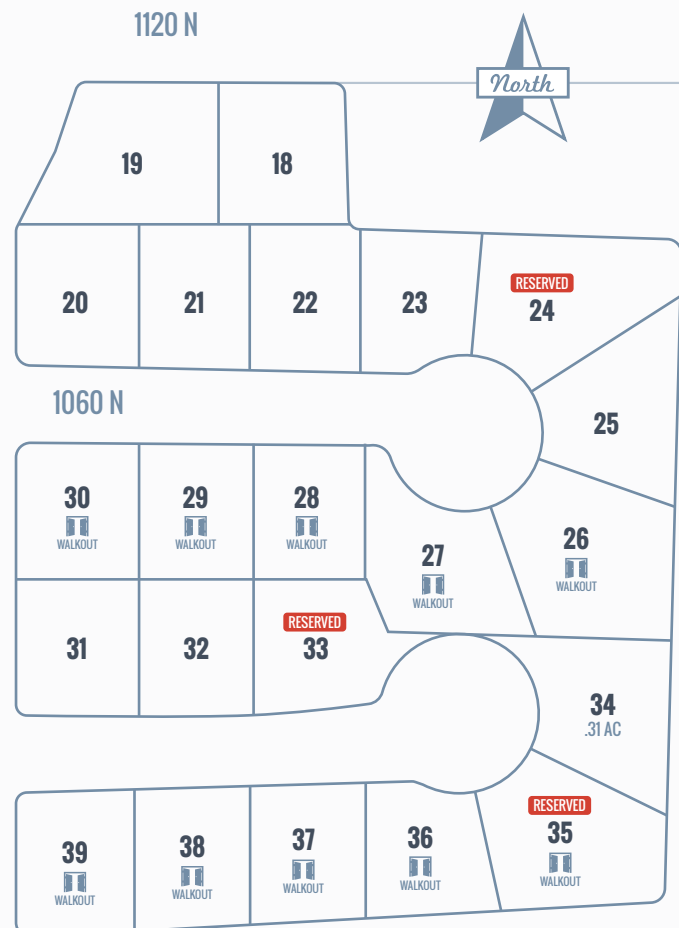 1120 N
North
19
18
20
21
22
23
RESERVED
24
1060 N
25
30
WALKOUT
29
WALKOUT
28
WALKOUT
27
WALKOUT
26
WALKOUT
31
32
RESERVED
33
34
.31 AC
39
WALKOUT
38
WALKOUT
37
WALKOUT
36
WALKOUT
RESERVED
35
WALKOUT